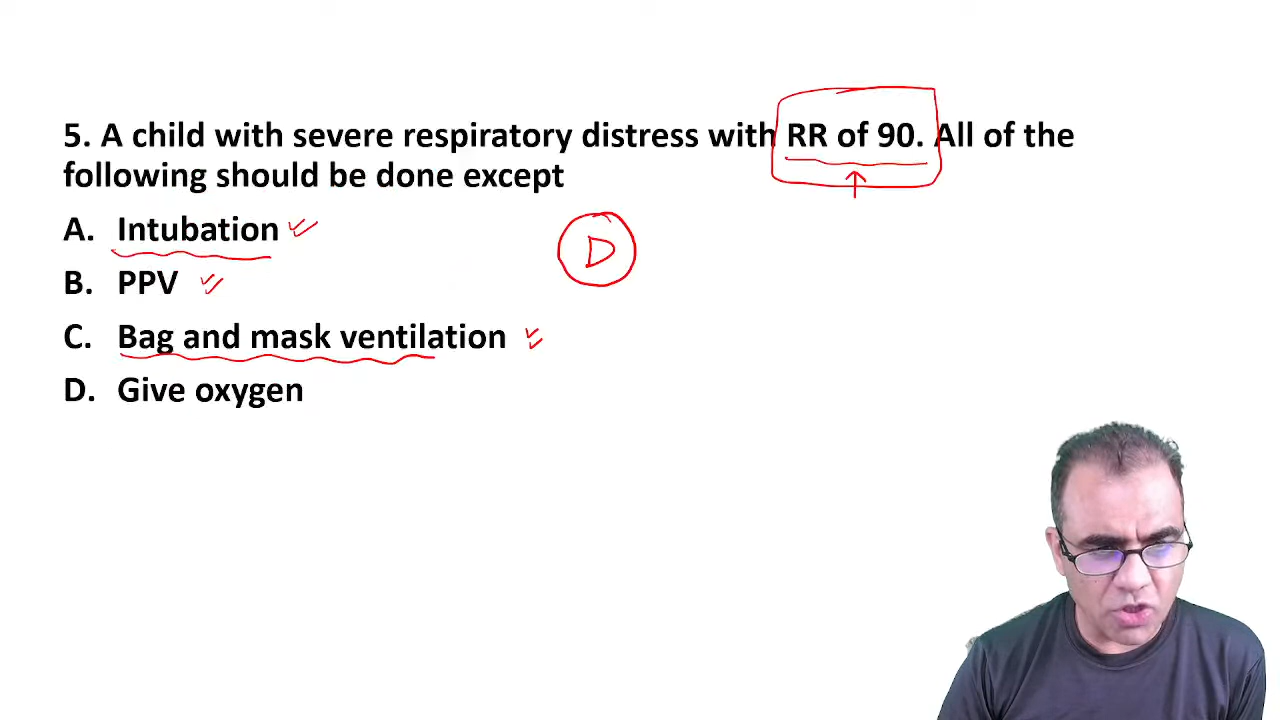 5. A child with severe respiratory distress with RR of 90. All of the
following should be done except
A. Intubation
D
B. PPV
C. Bag and mask ventilation
D. Give oxygen